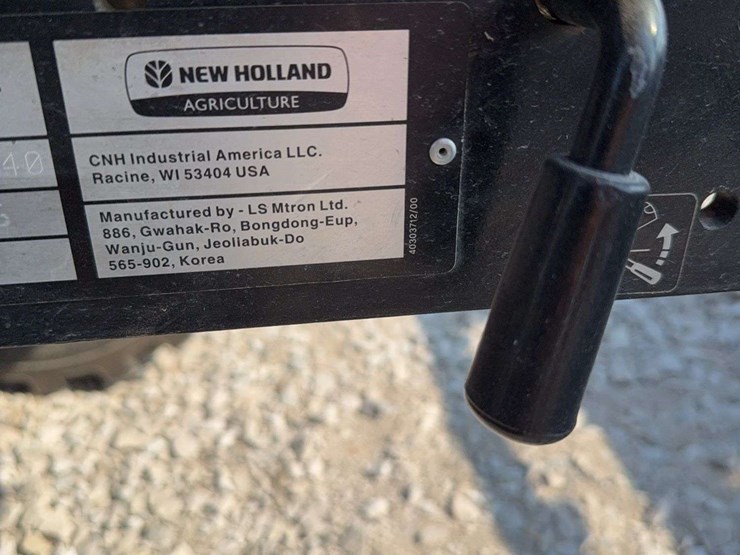 40
NEW HOLLAND
AGRICULTURE
CNH Industrial America LLC.
Racine, WI 53404 USA
Manufactured by - LS Mtron Ltd.
886, Gwahak-Ro, Bongdong-Eup,
Wanju-Gun, Jeollabuk-Do
565-902, Korea
40303712/00